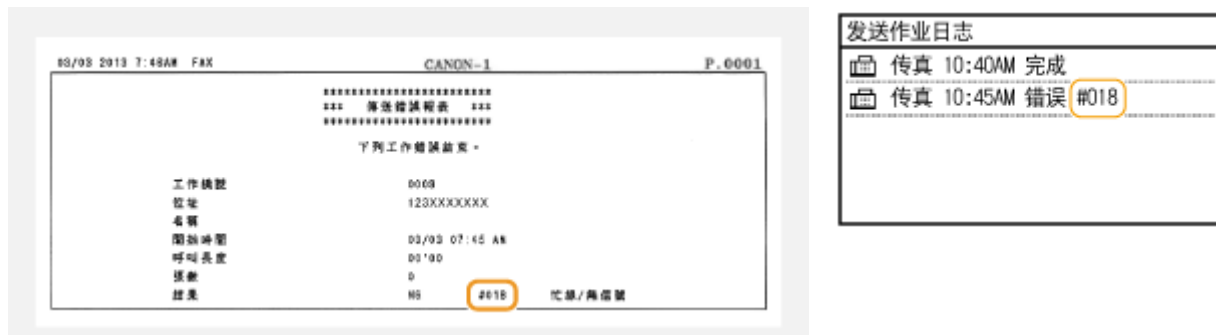 03/03 2013 7:48AM FAX CANON-1 P.0001
*************************
*** 傳送錯誤報表 ***
*************************
下列工作錯誤結束。
工作機號 0009
位址 123XXXXXXX
名稱
開始時間 03/03 07:45 AM
呼叫長度 00'00
張數 0
結果 NG #018 忙線/無信號
发送作业日志
传真 10:40AM 完成
传真 10:45AM 错误 #018